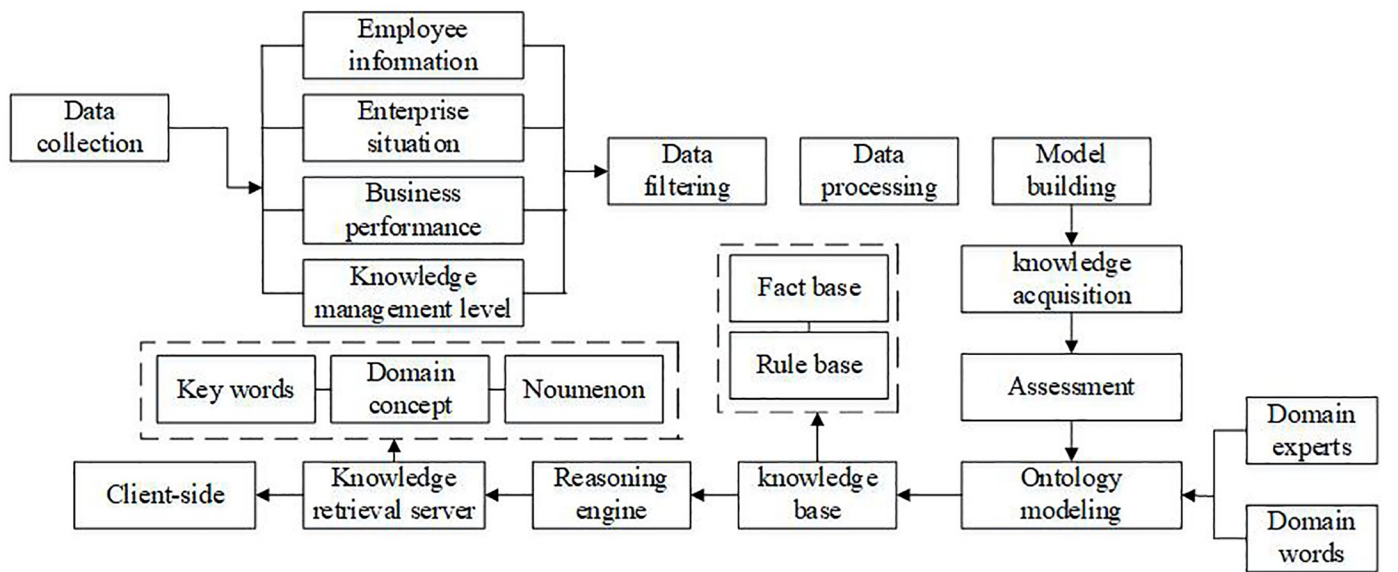 Employee
information
Data
collection
Enterprise
situation
Business
performance
Knowledge
management level
Data
filtering
Data
processing
Model
building
knowledge
acquisition
Fact base
Rule base
Assessment
Key words
Domain
concept
Noumenon
Domain
experts
Client-side
Knowledge
retrieval server
Reasoning
engine
knowledge
base
Ontology
modeling
Domain
words